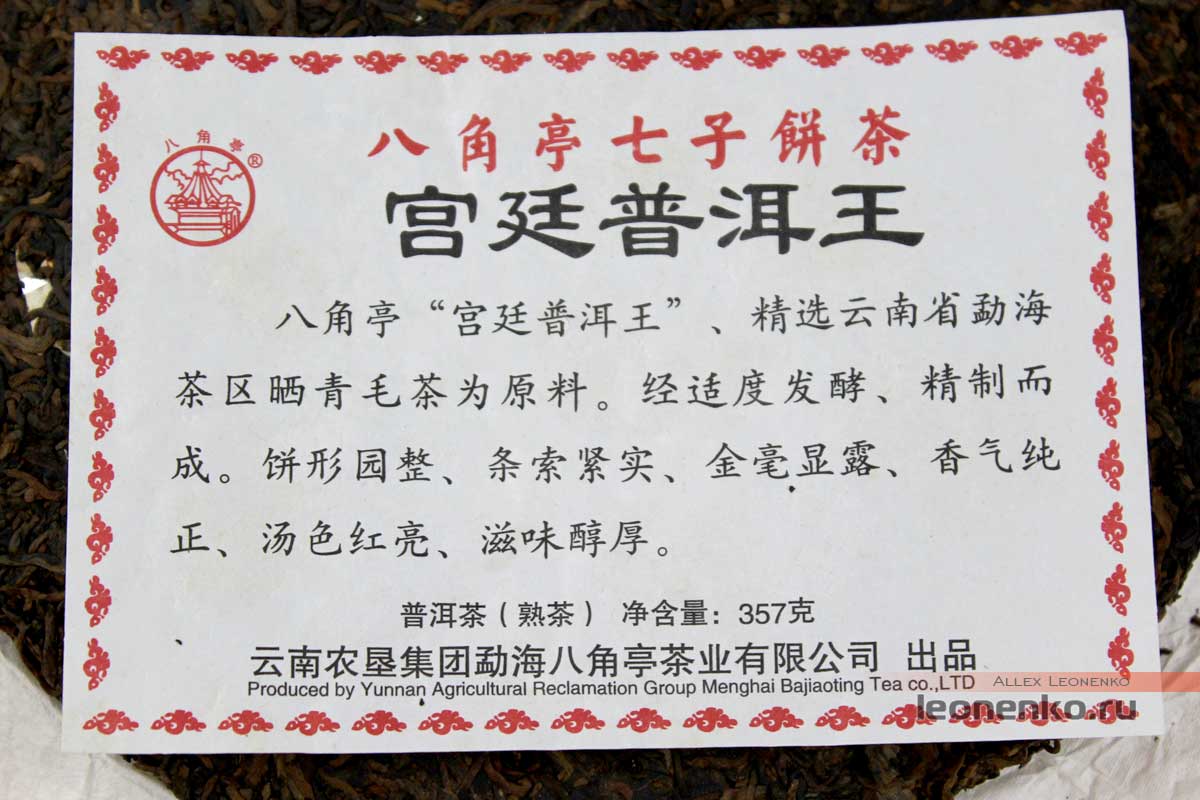 八角亭®
八角亭七子餅茶
宫廷普洱王
八角亭“宫廷普洱王”、精选云南省勐海
茶区晒青毛茶为原料。经适度发酵、精制而
成。饼形园整、条索紧实、金毫显露、香气纯
正、汤色红亮、滋味醇厚。
普洱茶(熟茶) 净含量：357克
云南农垦集团勐海八角亭茶业有限公司 出品
Produced by Yunnan Agricultural Reclamation Group Menghai Bajiaoting Tea co.,LTD
Allex Leonenko
leonenko.ru